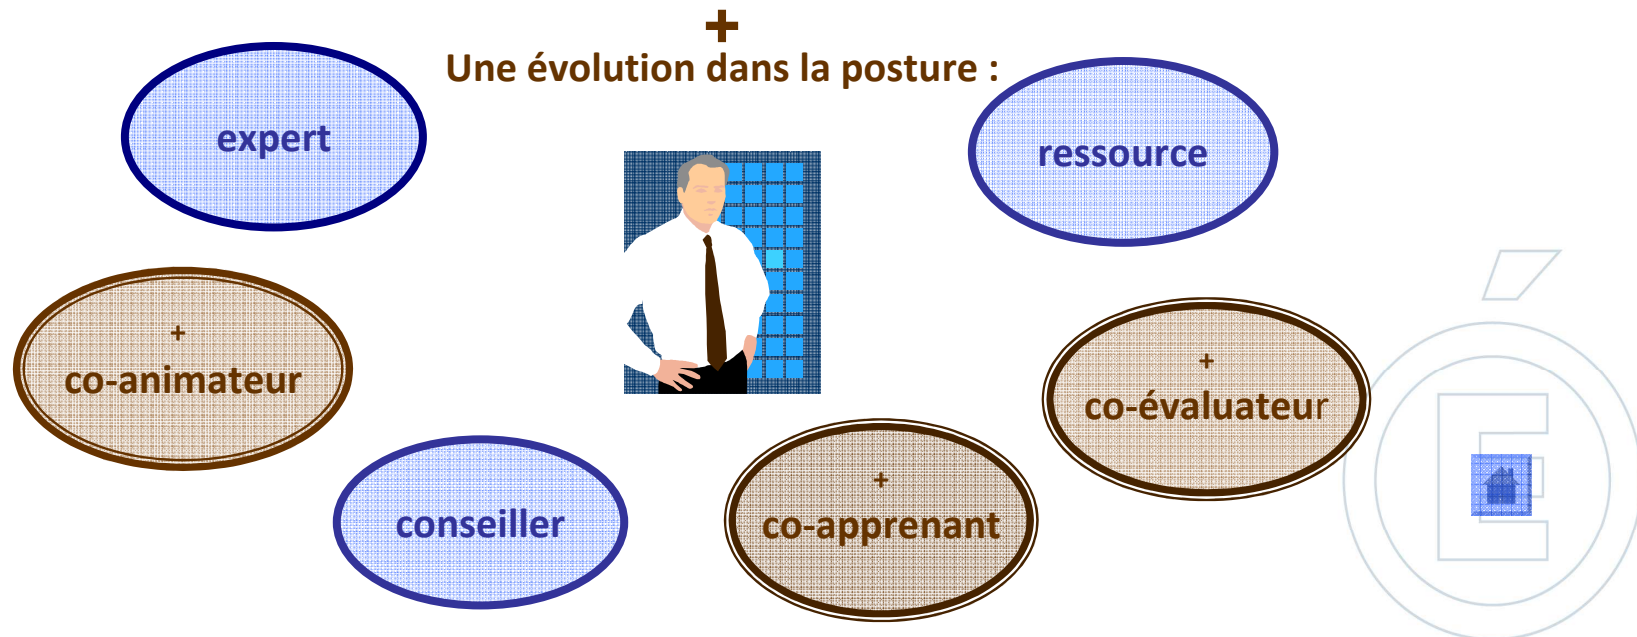 +
Une évolution dans la posture :
expert
ressource
+
co-animateur
+
co-évaluateur
conseiller
+
co-apprenant
É